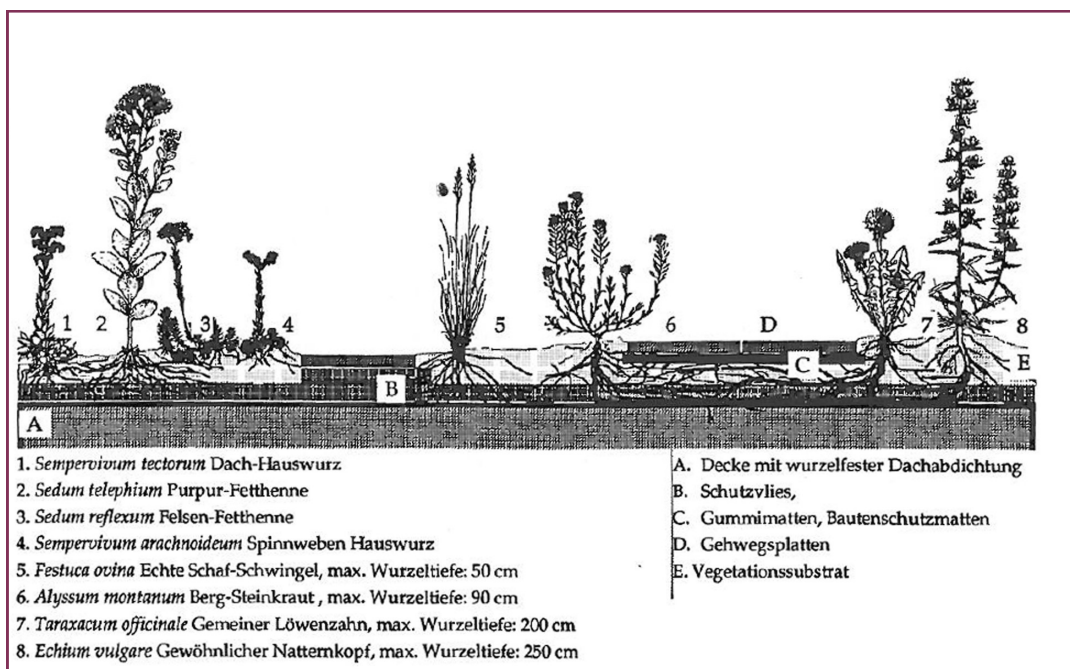 1 2 3 4 5 6 D 7 8
B C E
A
1. Sempervivum tectorum Dach-Hauswurz
2. Sedum telephium Purpur-Fetthenne
3. Sedum reflexum Felsen-Fetthenne
4. Sempervivum arachnoideum Spinnweben Hauswurz
5. Festuca ovina Echte Schaf-Schwingel, max. Wurzeltiefe: 50 cm
6. Alyssum montanum Berg-Steinkraut , max. Wurzeltiefe: 90 cm
7. Taraxacum officinale Gemeiner Löwenzahn, max. Wurzeltiefe: 200 cm
8. Echium vulgare Gewöhnlicher Natternkopf, max. Wurzeltiefe: 250 cm
A. Decke mit wurzelfester Dachabdichtung
B. Schutzvlies,
C. Gummimatten, Bautenschutzmatten
D. Gehwegsplatten
E. Vegetationssubstrat